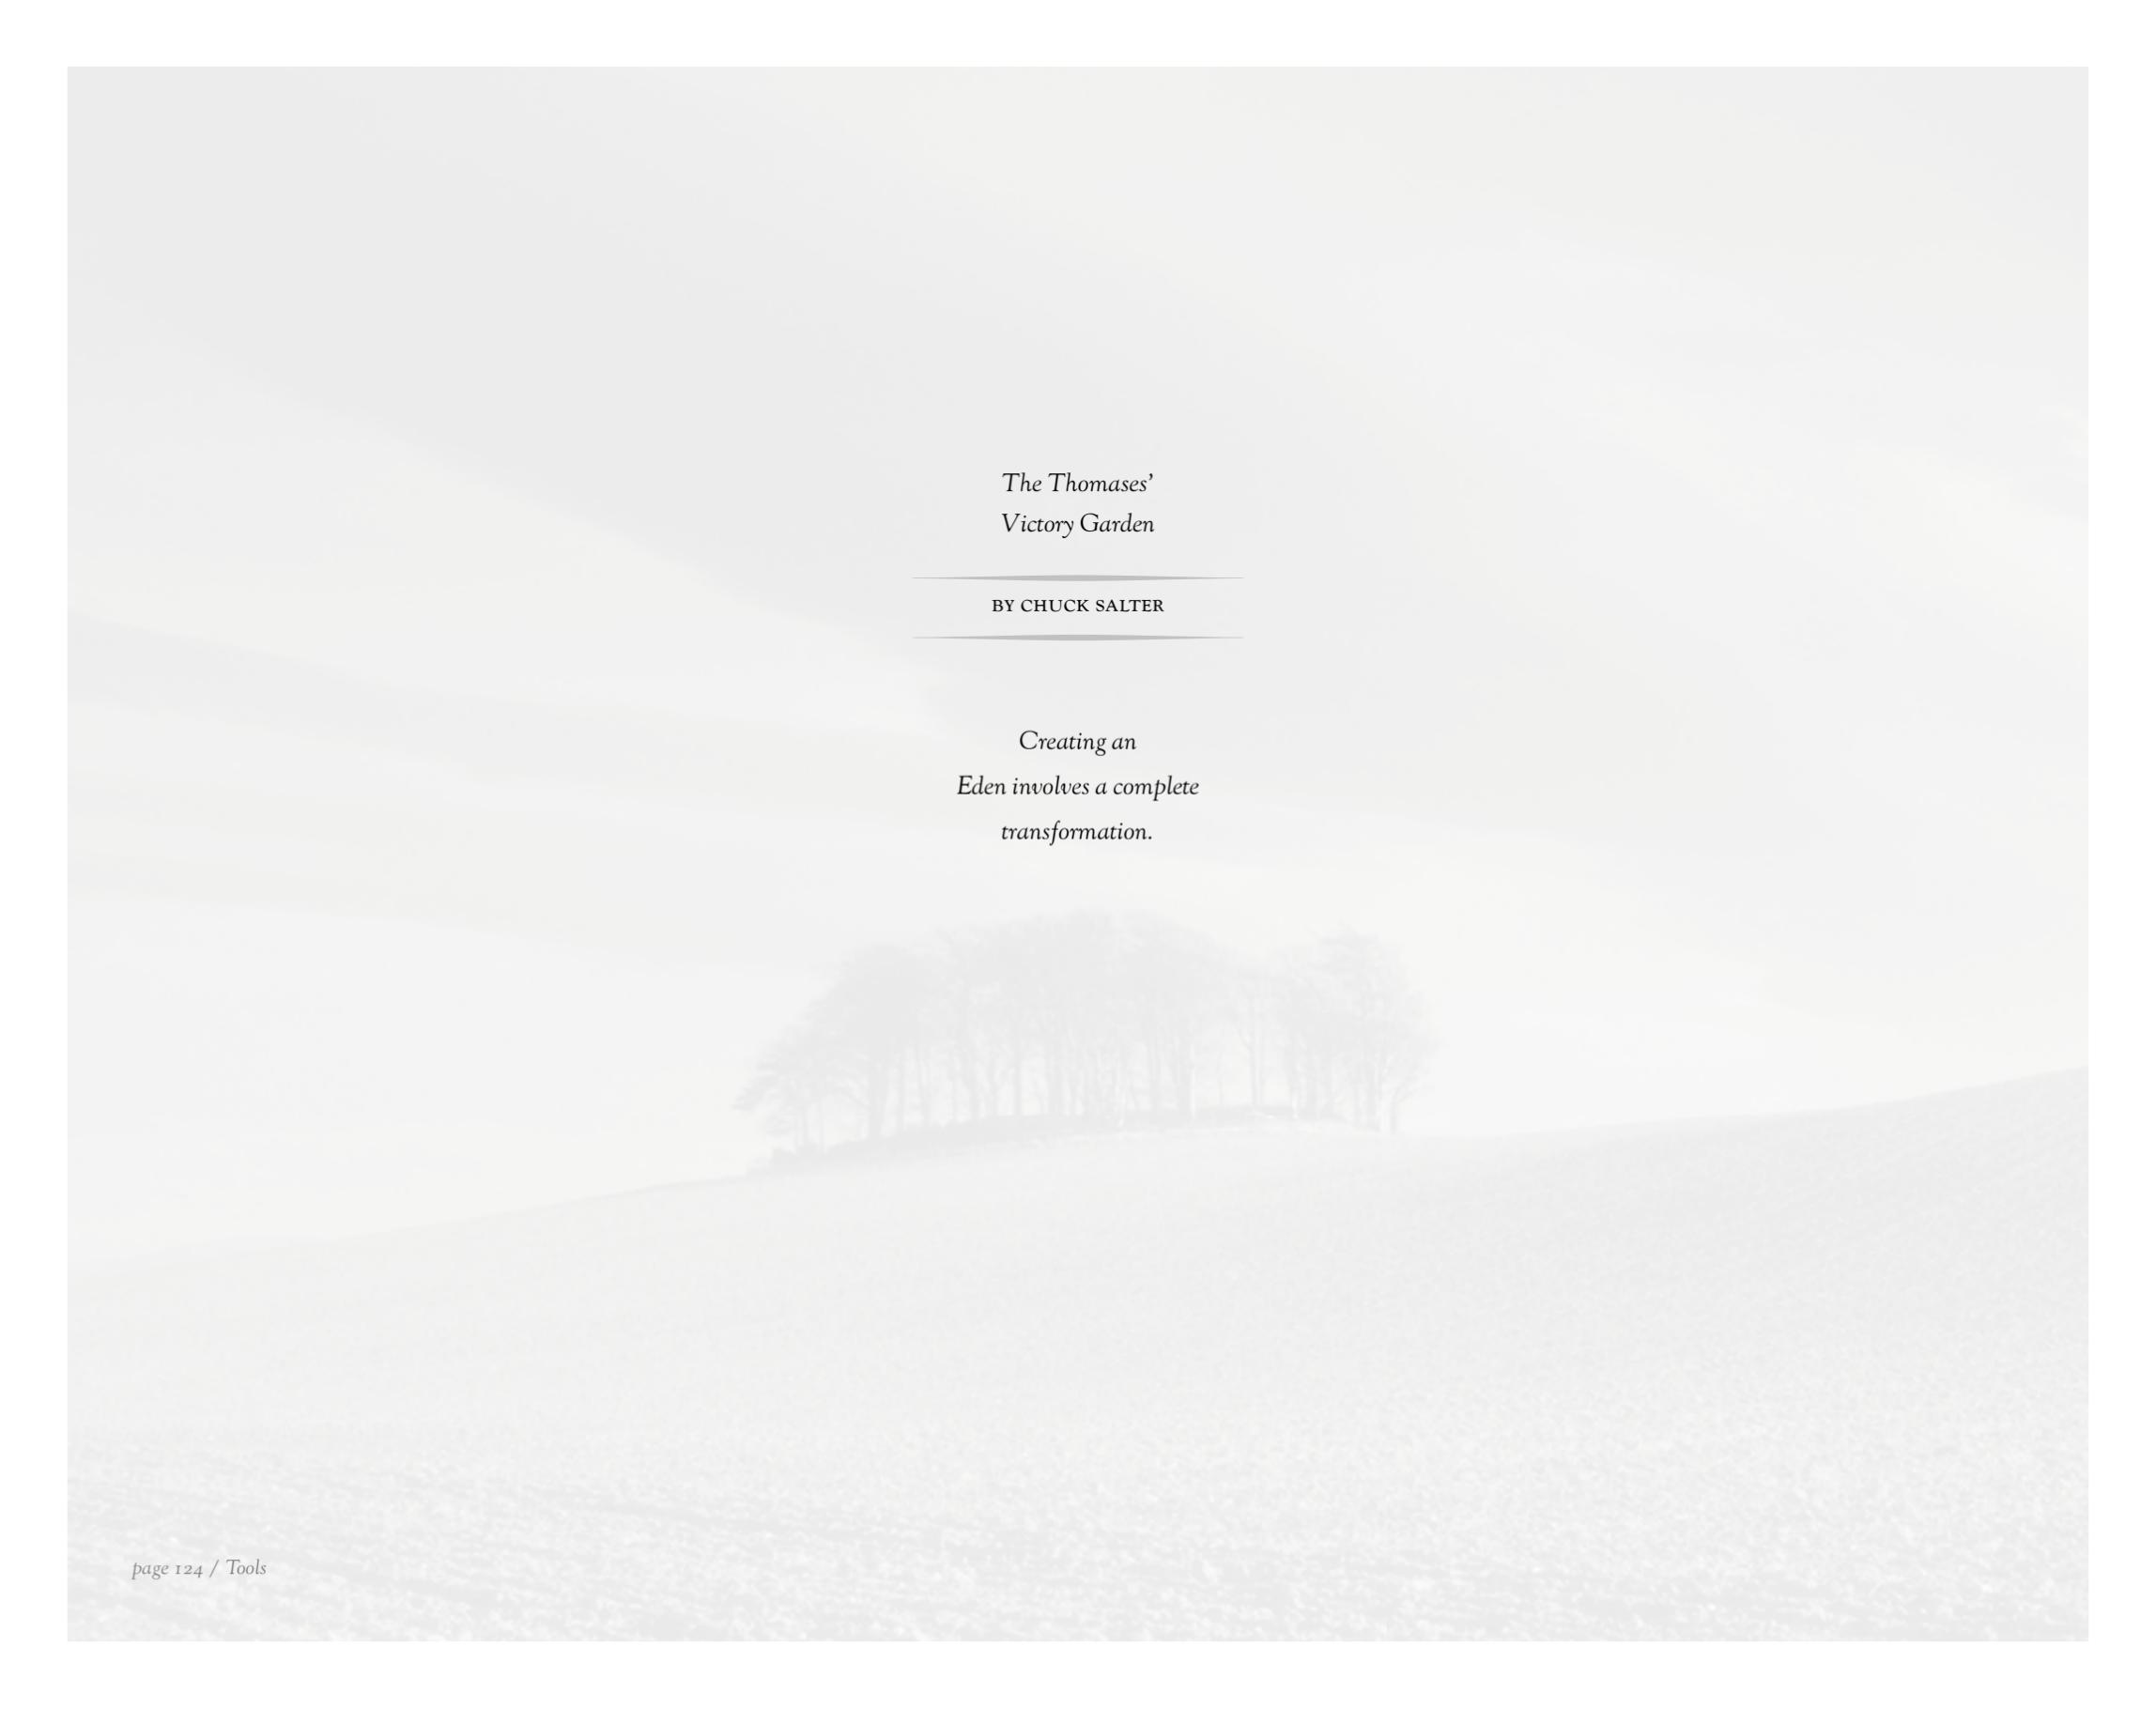 The Thomases’
Victory Garden
BY CHUCK SALTER
Creating an
Eden involves a complete
transformation.
page 124 / Tools